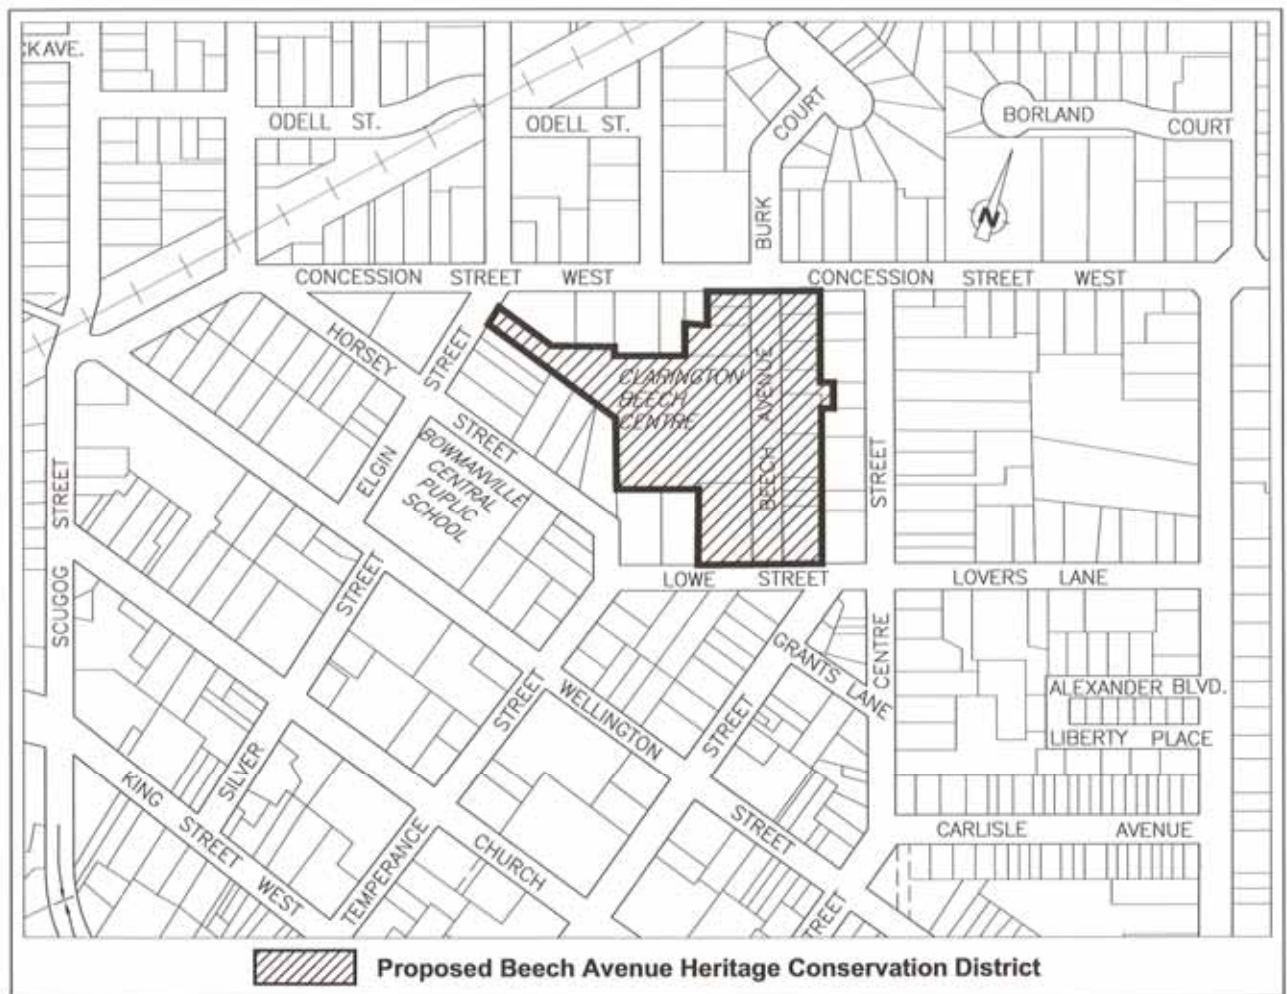 CKAVE.
ODELL ST.
ODELL ST.
COURT
BORLAND
COURT
BURK
N
CONCESSION STREET WEST
CONCESSION STREET WEST
HORSEY
STREET
STREET
CLARINGTON
BEECH
CENTRE
BEECH AVENUE
ELGIN
BOWMANVILLE
CENTRAL
PUPLIC
SCHOOL
STREET
SCUGOG STREET
STREET
LOWE STREET
LOVERS LANE
CENTRE
GRANTS LANE
ALEXANDER BLVD.
LIBERTY PLACE
STREET
WELLINGTON
STREET
STREET
SILVER
KING
STREET
WEST
TEMPERANCE
CHURCH
CARLISLE AVENUE
STREET
Proposed Beech Avenue Heritage Conservation District